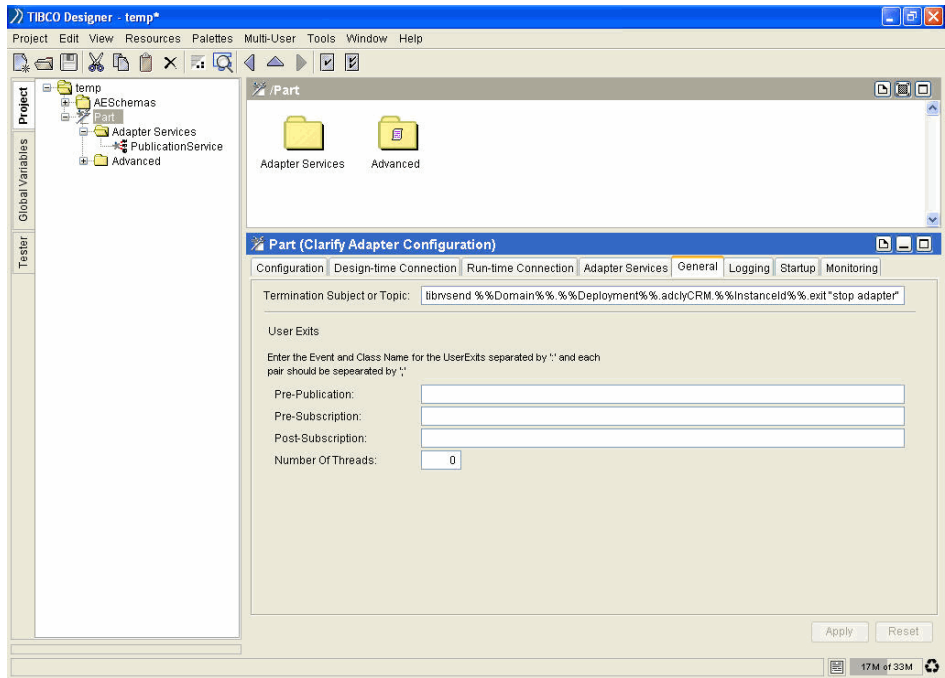 TIBCO Designer - temp*
Project Edit View Resources Palettes Multi-User Tools Window Help
Project
Global Variables
Tester
temp
AESchemas
Part
Adapter Services
PublicationService
Advanced
/Part
Adapter Services Advanced
Part (Clarify Adapter Configuration)
Configuration Design-time Connection Run-time Connection Adapter Services General Logging Startup Monitoring
Termination Subject or Topic: tibrvsend %%Domain%%.%%Deployment%%.adclyCRM.%%InstanceId%%.exit "stop adapter"
User Exits
Enter the Event and Class Name for the UserExits separated by ':' and each
pair should be sepearated by ';'
Pre-Publication:
Pre-Subscription:
Post-Subscription:
Number Of Threads: 0
Apply Reset
17M of 33M